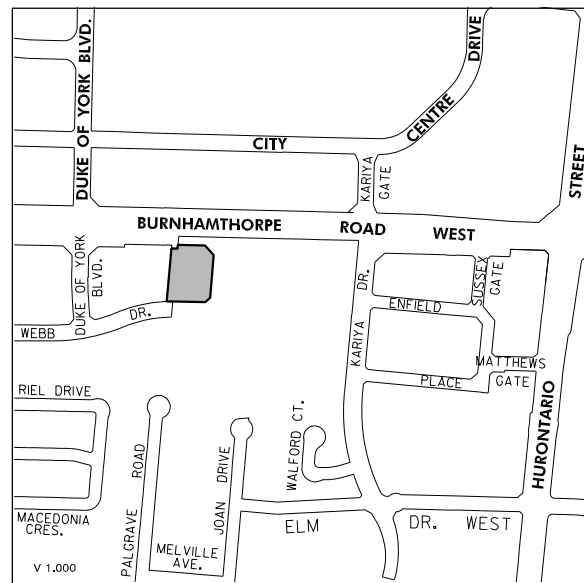 DUKE OF YORK BLVD.
CITY
CENTRE
DRIVE
KARIYA
GATE
STREET
BURNHAMTHORPE ROAD WEST
DUKE OF YORK
BLVD.
WEBB
DR.
KARIYA
DR.
SUSSEX
GATE
ENFIELD
PLACE
MATTHEWS
GATE
HURONTARIO
RIEL DRIVE
PALGRAVE
ROAD
JOAN DRIVE
WALFORD CT.
MACEDONIA
CRES.
MELVILLE
AVE.
ELM DR. WEST
V 1.000